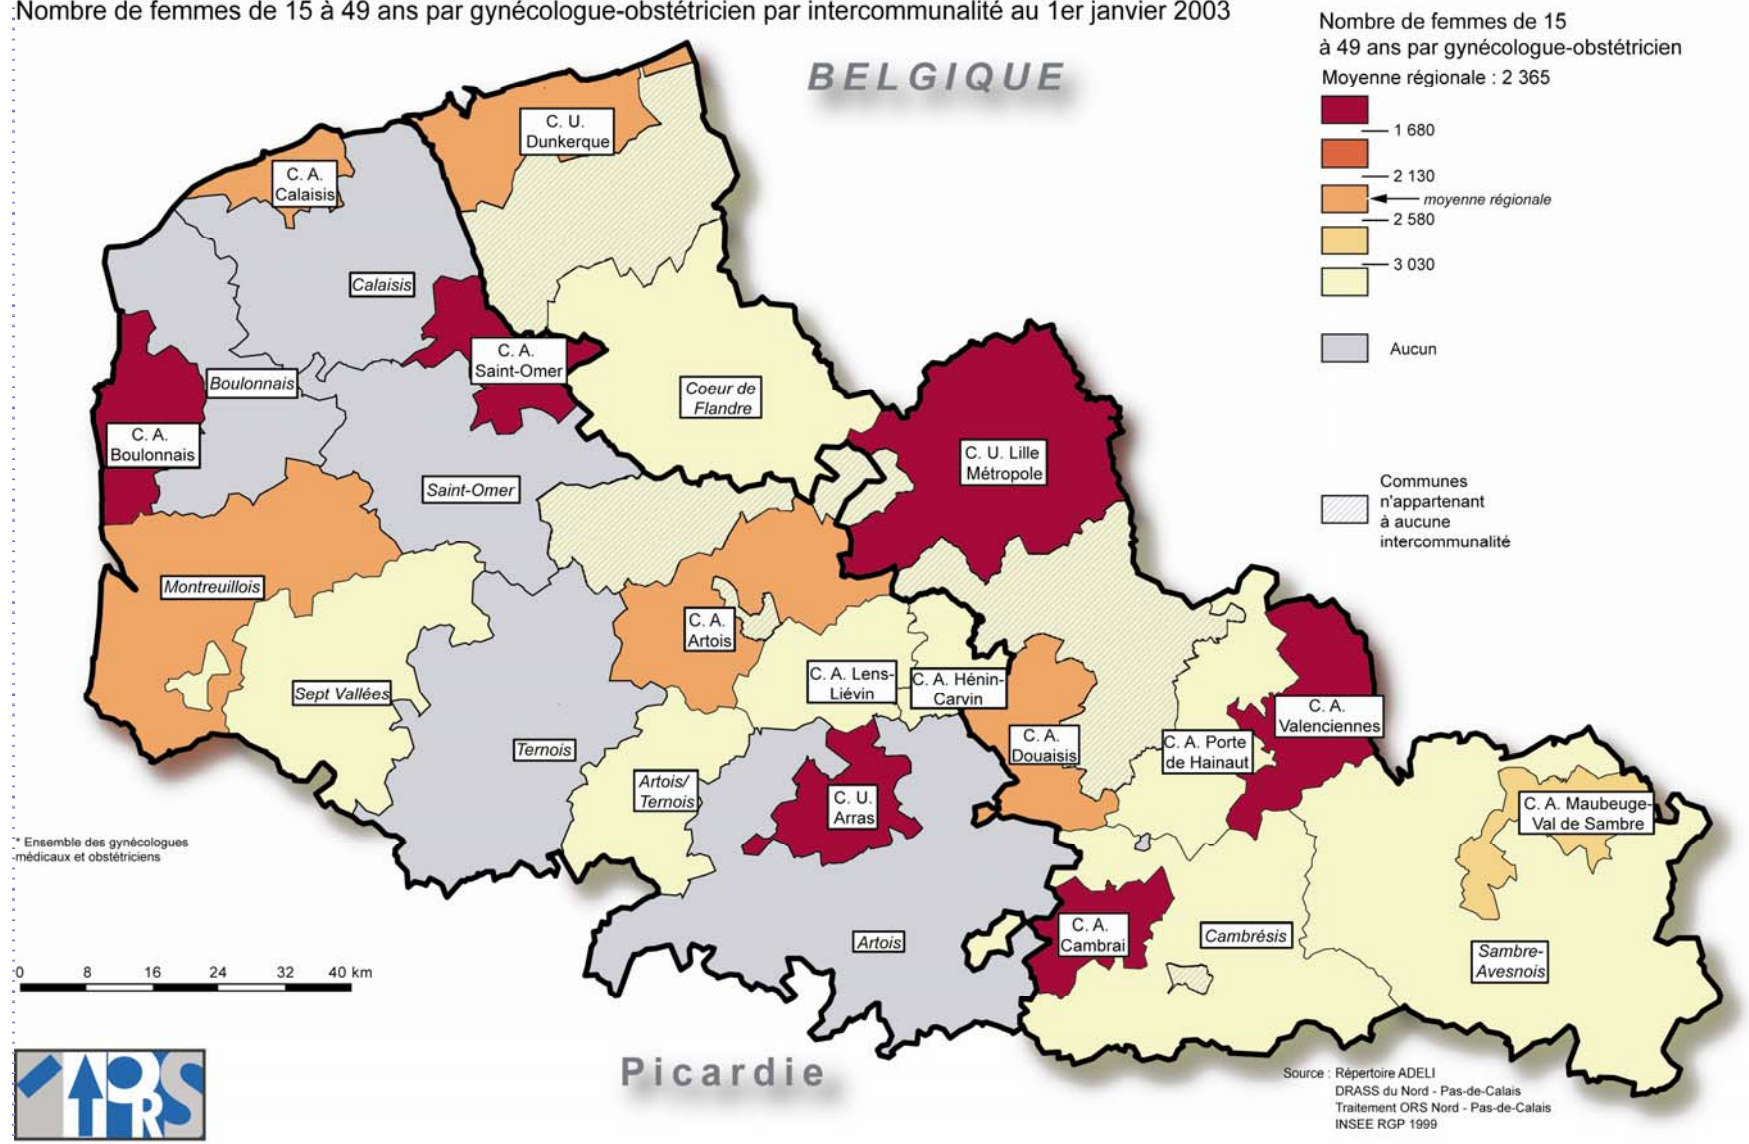 Nombre de femmes de 15 à 49 ans par gynécologue-obstétricien par intercommunalité au 1er janvier 2003
Nombre de femmes de 15
à 49 ans par gynécologue-obstétricien
Moyenne régionale : 2 365
1 680
2 130
moyenne régionale
2 580
3 030
Aucun
Communes
n'appartenant
à aucune
intercommunalité
BELGIQUE
C. U.
Dunkerque
C. A.
Calaisis
Calaisis
C. A.
Saint-Omer
Boulonnais
Coeur de
Flandre
C. A.
Boulonnais
C. U. Lille
Métropole
Saint-Omer
Montreuillois
C. A.
Artois
C. A. Lens-
Liévin
C. A. Hénin-
Carvin
Sept Vallées
C. A.
Valenciennes
Ternois
C. A.
Douaisis
C. A. Porte
de Hainaut
Artois/
Ternois
C. U.
Arras
C. A. Maubeuge-
Val de Sambre
* Ensemble des gynécologues
médicaux et obstétriciens
Artois
C. A.
Cambrai
Cambrésis
Sambre-
Avesnois
0 8 16 24 32 40 km
Picardie
Source : Répertoire ADELI
DRASS du Nord - Pas-de-Calais
Traitement ORS Nord - Pas-de-Calais
INSEE RGP 1999
ORS